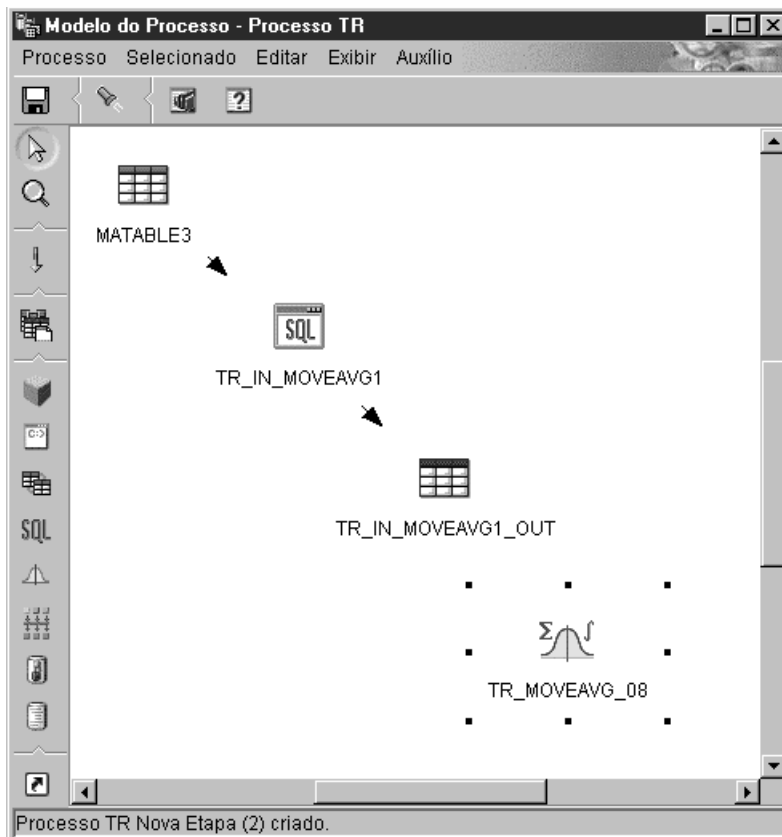 Modelo do Processo - Processo TR
Processo Selecionado Editar Exibir Auxílio
MATABLE3
SQL
TR_IN_MOVEAVG1
TR_IN_MOVEAVG1_OUT
SQL
TR_MOVEAVG_08
Processo TR Nova Etapa (2) criado.